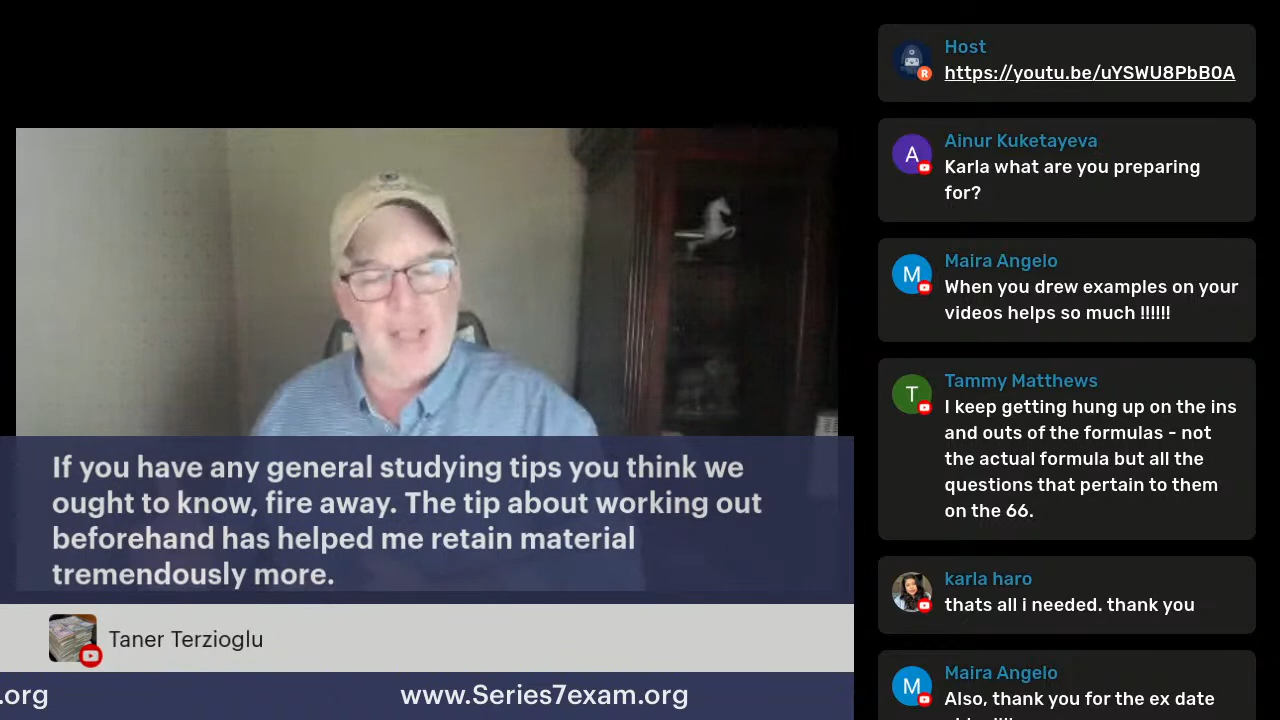 If you have any general studying tips you think we
ought to know, fire away. The tip about working out
beforehand has helped me retain material
tremendously more.
Taner Terzioglu
.org
www.Series7exam.org
Host
R
https://youtu.be/uYSWU8PbB0A
A
Ainur Kuketayeva
Karla what are you preparing
for?
M
Maira Angelo
When you drew examples on your
videos helps so much !!!!!!
T
Tammy Matthews
I keep getting hung up on the ins
and outs of the formulas - not
the actual formula but all the
questions that pertain to them
on the 66.
karla haro
thats all i needed. thank you
M
Maira Angelo
Also, thank you for the ex date